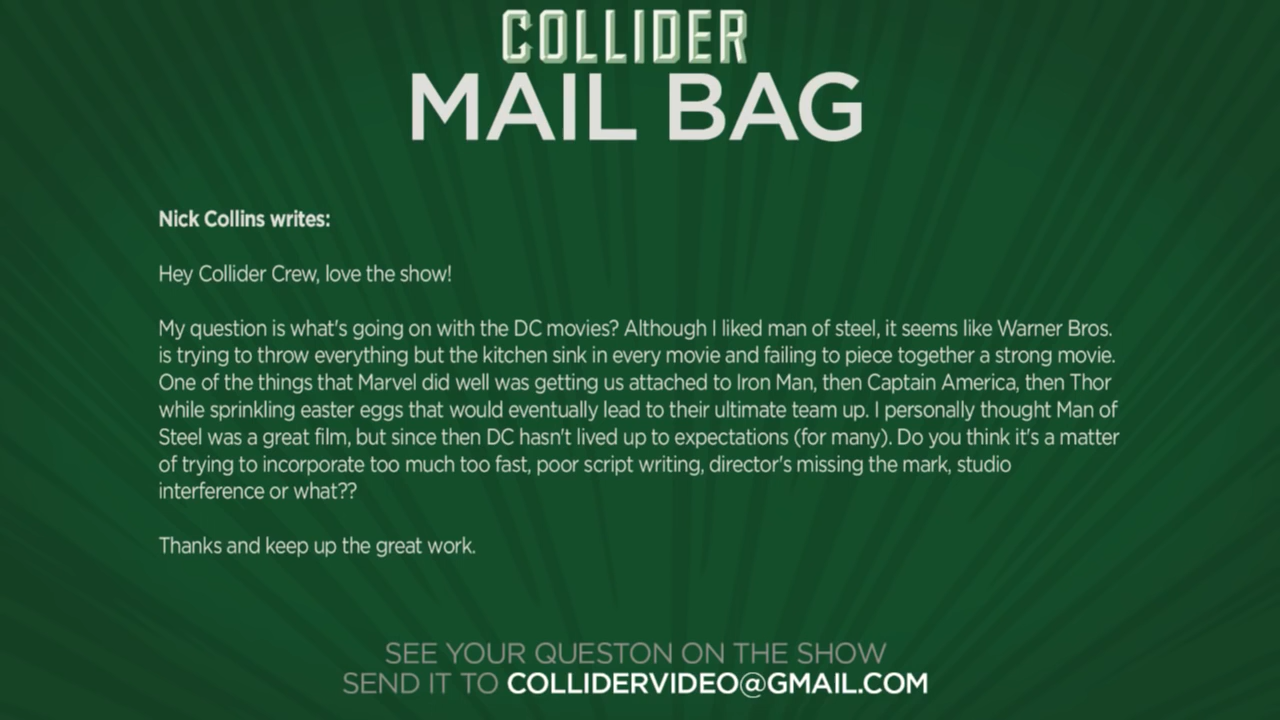 COLLIDER
MAIL BAG
Nick Collins writes:
Hey Collider Crew, love the show!
My question is what's going on with the DC movies? Although I liked man of steel, it seems like Warner Bros.
is trying to throw everything but the kitchen sink in every movie and failing to piece together a strong movie.
One of the things that Marvel did well was getting us attached to Iron Man, then Captain America, then Thor
while sprinkling easter eggs that would eventually lead to their ultimate team up. I personally thought Man of
Steel was a great film, but since then DC hasn't lived up to expectations (for many). Do you think it's a matter
of trying to incorporate too much too fast, poor script writing, director's missing the mark, studio
interference or what??
Thanks and keep up the great work.
SEE YOUR QUESTON ON THE SHOW
SEND IT TO COLLIDERVIDEO@GMAIL.COM